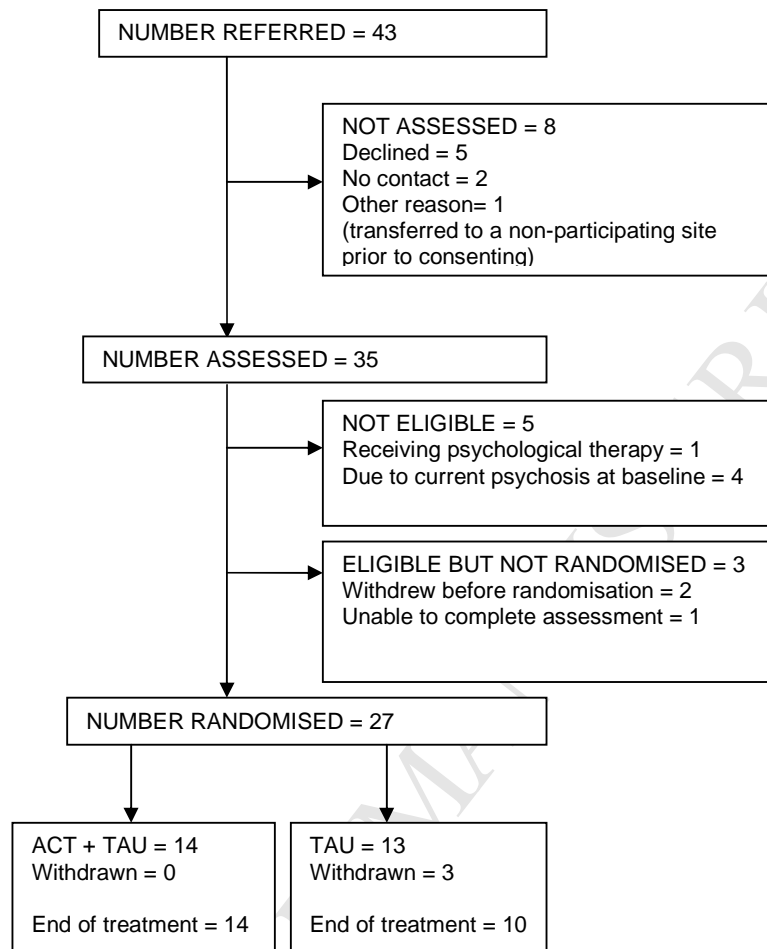 NUMBER REFERRED = 43
NOT ASSESSED = 8
Declined = 5
No contact = 2
Other reason= 1
(transferred to a non-participating site
prior to consenting)
NUMBER ASSESSED = 35
NOT ELIGIBLE = 5
Receiving psychological therapy = 1
Due to current psychosis at baseline = 4
ELIGIBLE BUT NOT RANDOMISED = 3
Withdrew before randomisation = 2
Unable to complete assessment = 1
NUMBER RANDOMISED = 27
ACT + TAU = 14
Withdrawn = 0
End of treatment = 14
TAU = 13
Withdrawn = 3
End of treatment = 10